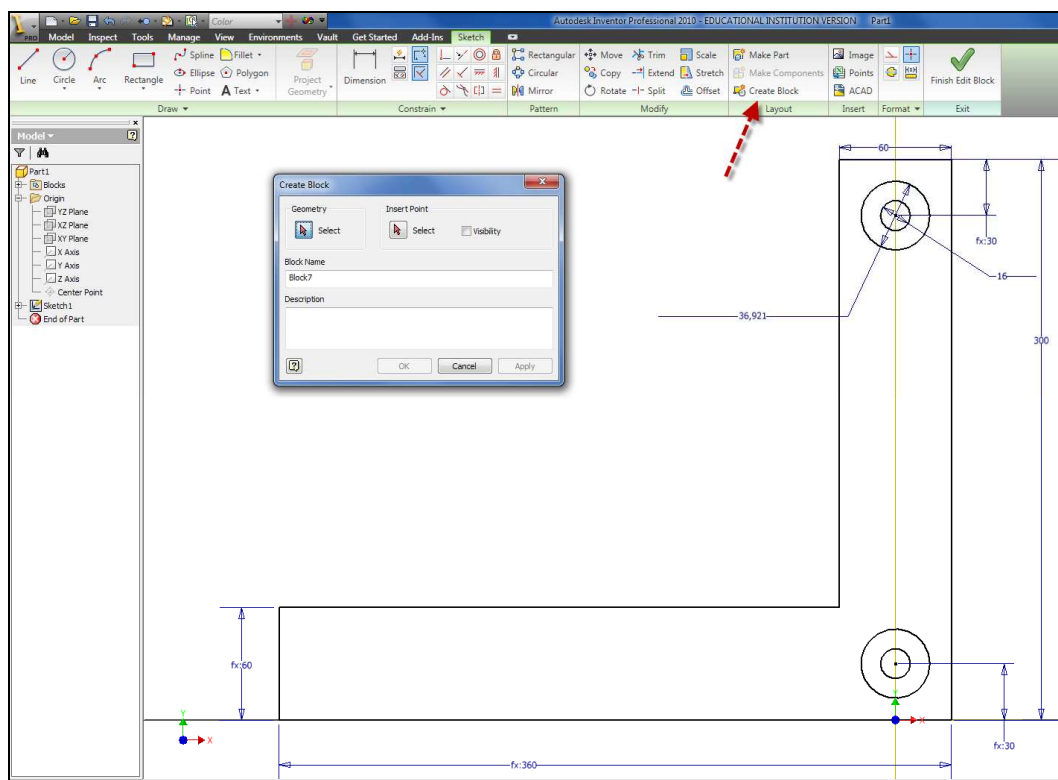 Color
Autodesk Inventor Professional 2010 - EDUCATIONAL INSTITUTION VERSION Part1
PRO Model Inspect Tools Manage View Environments Vault Get Started Add-Ins Sketch
Line Circle Arc Rectangle
Spline Fillet
Ellipse Polygon
Point A Text
Project Geometry
Dimension
Rectangular
Circular
Mirror
Move Trim Scale
Copy Extend Stretch
Rotate Split Offset
Make Part
Make Components
Create Block
Image
Points
ACAD
Finish Edit Block
Draw Constrain Pattern Modify Layout Insert Format Exit
Model
Part1
Blocks
Origin
YZ Plane
XZ Plane
XY Plane
X Axis
Y Axis
Z Axis
Center Point
Sketch1
End of Part
Create Block
Geometry
Select
Insert Point
Select
Visibility
Block Name
Block7
Description
OK Cancel Apply
60
fx:30
16
36,921
300
fx:60
fx:30
fx:360
Y
X
X